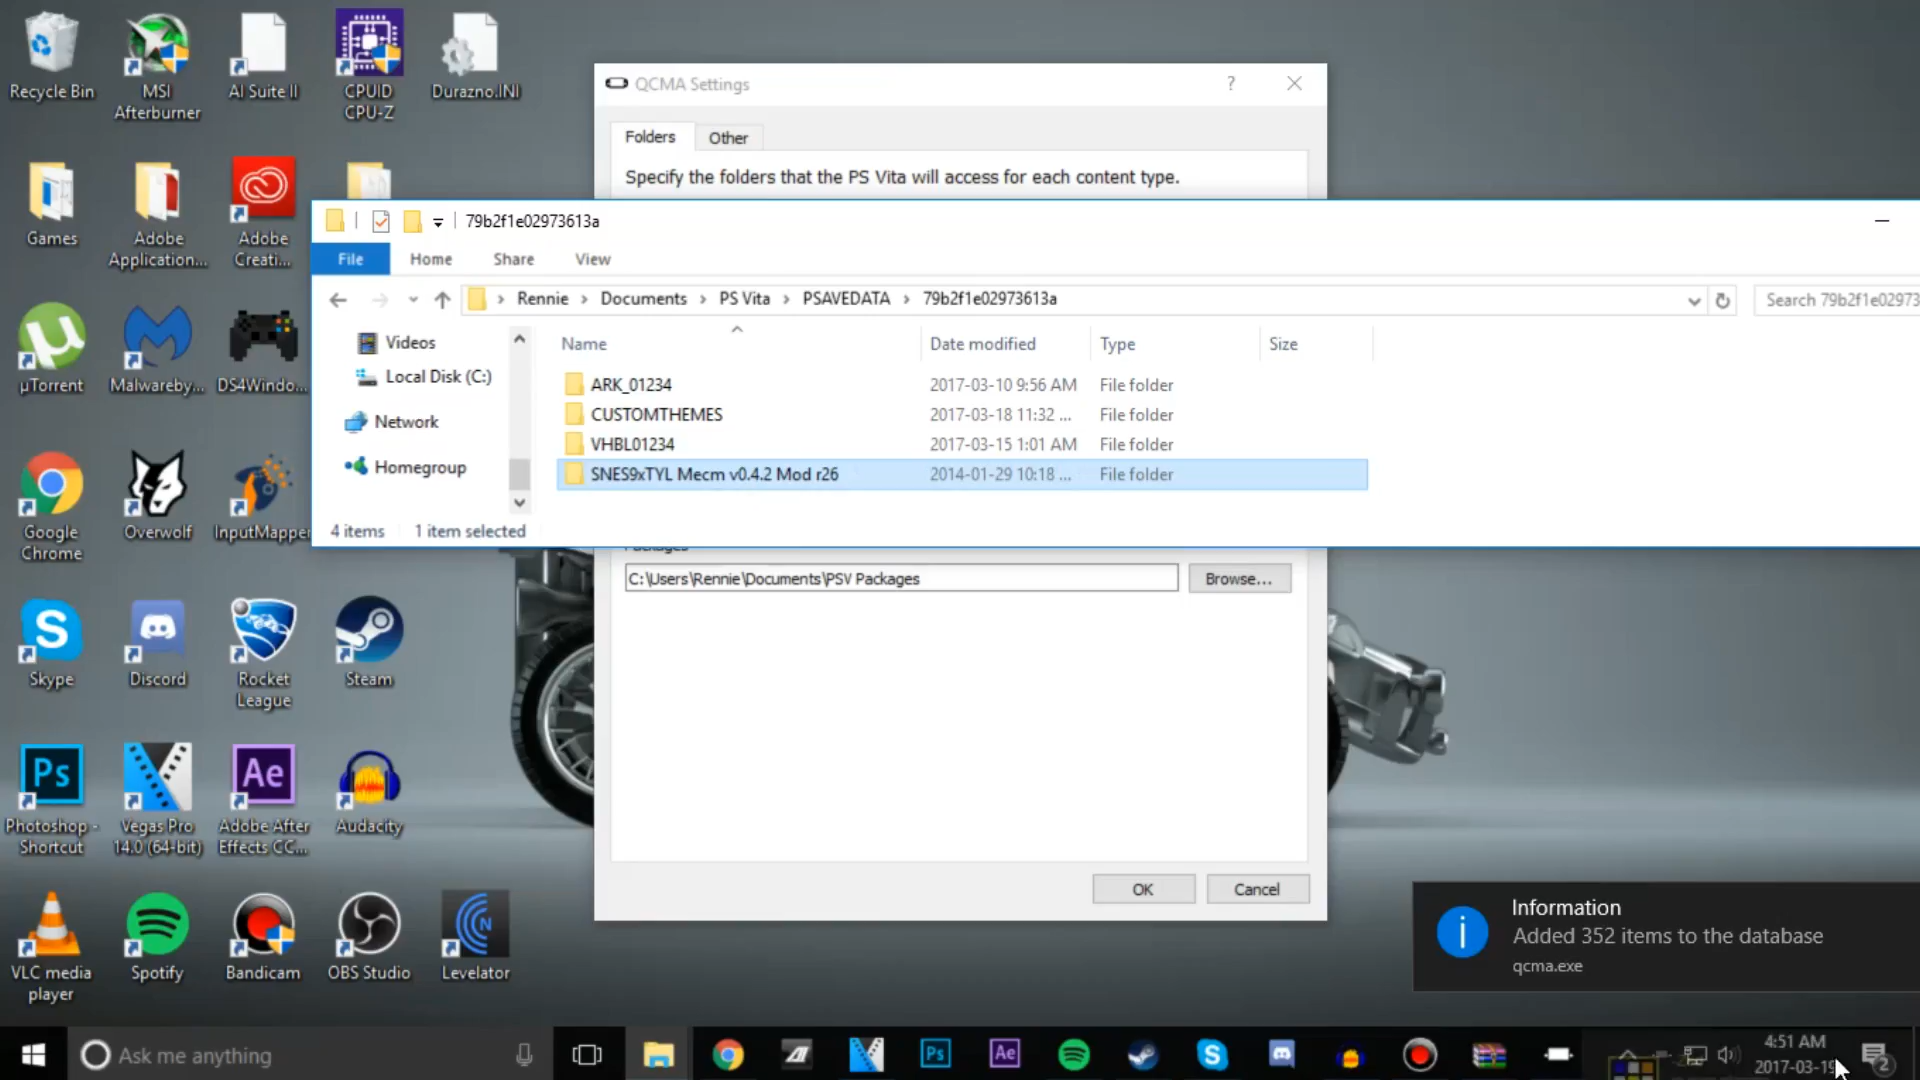 Recycle Bin
MSI Afterburner
AI Suite II
CPUID CPU-Z
Durazno.INI
Games
Adobe Application...
Adobe Creati...
µTorrent
Malwareby...
DS4Windo...
Google Chrome
Overwolf
InputMapper
Skype
Discord
Rocket League
Steam
Photoshop - Shortcut
Vegas Pro 14.0 (64-bit)
Adobe After Effects CC...
Audacity
VLC media player
Spotify
Bandicam
OBS Studio
Levelator
QCMA Settings
Folders Other
Specify the folders that the PS Vita will access for each content type.
79b2f1e02973613a
File Home Share View
Rennie Documents PS Vita PSAVEDATA 79b2f1e02973613a
Search 79b2f1e02973
Videos
Local Disk (C:)
Network
Homegroup
Name Date modified Type Size
ARK_01234 2017-03-10 9:56 AM File folder
CUSTOMTHEMES 2017-03-18 11:32 ... File folder
VHBL01234 2017-03-15 1:01 AM File folder
SNES9xTYL Mecm v0.4.2 Mod r26 2014-01-29 10:18 ... File folder
4 items 1 item selected
Packages
C:\Users\Rennie\Documents\PSV Packages Browse...
OK Cancel
Information
Added 352 items to the database
qcma.exe
Ask me anything
4:51 AM
2017-03-19
2